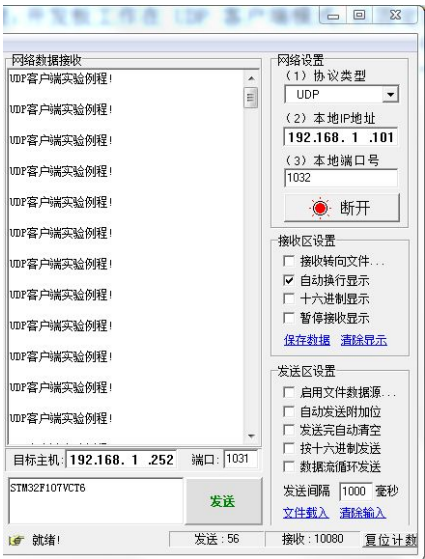 网络数据接收
UDP客户端实验例程!
UDP客户端实验例程!
UDP客户端实验例程!
UDP客户端实验例程!
UDP客户端实验例程!
UDP客户端实验例程!
UDP客户端实验例程!
UDP客户端实验例程!
UDP客户端实验例程!
UDP客户端实验例程!
UDP客户端实验例程!
UDP客户端实验例程!
目标主机: 192.168. 1 .252 端口: 1031
STM32F107VCT6
发送
网络设置
(1) 协议类型
UDP
(2) 本地IP地址
192.168. 1 .101
(3) 本地端口号
1032
断开
接收区设置
接收转向文件...
自动换行显示
十六进制显示
暂停接收显示
保存数据 清除显示
发送区设置
启用文件数据源...
自动发送附加位
发送完自动清空
按十六进制发送
数据流循环发送
发送间隔 1000 毫秒
文件载入 清除输入
就绪! 发送 : 56 接收 : 10080 复位计数